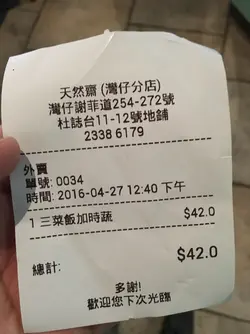 天然齋 (灣仔分店)
灣仔謝菲道254-272號
杜誌台11-12號地鋪
2338 6179
外賣
單號: 0034
時間: 2016-04-27 12:40 下午
1 三菜飯加時蔬 $42.0
總計: $42.0
多謝!
歡迎您下次光臨